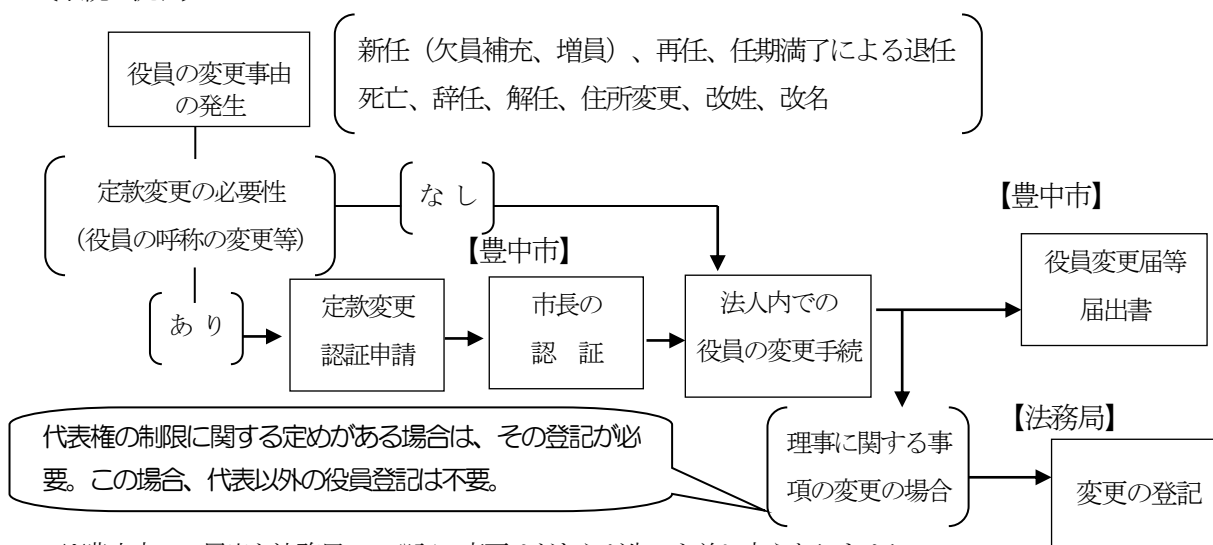 役員の変更事由
の発生
新任（欠員補充、増員）、再任、任期満了による退任
死亡、辞任、解任、住所変更、改姓、改名
定款変更の必要性
（役員の呼称の変更等）
な し
【豊中市】
【豊中市】
役員変更届等
届出書
あ り
定款変更
認証申請
市長の
認　証
法人内での
役員の変更手続
代表権の制限に関する定めがある場合は、その登記が必
要。この場合、代表以外の役員登記は不要。
理事に関する事
項の変更の場合
【法務局】
変更の登記